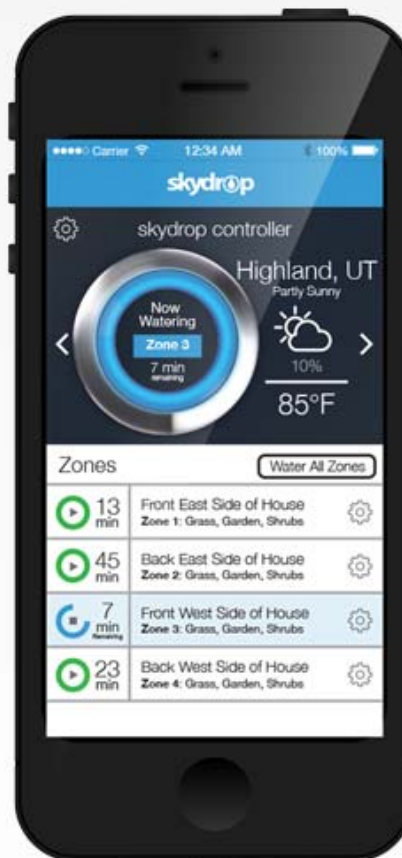 Carrier 12:34 AM 100%
skydrop
skydrop controller
Highland, UT
Partly Sunny
Now
Watering
Zone 3
7 min
remaining
10%
85°F
Zones Water All Zones
13
min
Front East Side of House
Zone 1: Grass, Garden, Shrubs
45
min
Back East Side of House
Zone 2: Grass, Garden, Shrubs
7
min
Remaining
Front West Side of House
Zone 3: Grass, Garden, Shrubs
23
min
Back West Side of House
Zone 4: Grass, Garden, Shrubs